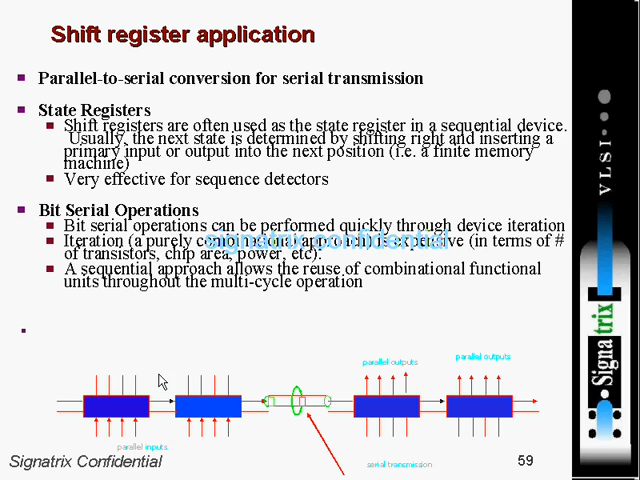 Shift register application
Parallel-to-serial conversion for serial transmission
State Registers
Shift registers are often used as the state register in a sequential device.
Usually, the next state is determined by shifting right and inserting a
primary input or output into the next position (i.e. a finite memory
machine)
Very effective for sequence detectors
Bit Serial Operations
Bit serial operations can be performed quickly through device iteration
Iteration (a purely combinational approach) is expensive (in terms of #
of transistors, chip area, power, etc).
signatrix confidential
A sequential approach allows the reuse of combinational functional
units throughout the multi-cycle operation
parallel outputs
parallel outputs
parallel inputs
serial transmission
Signatrix Confidential
59
VLSI
Signatrix